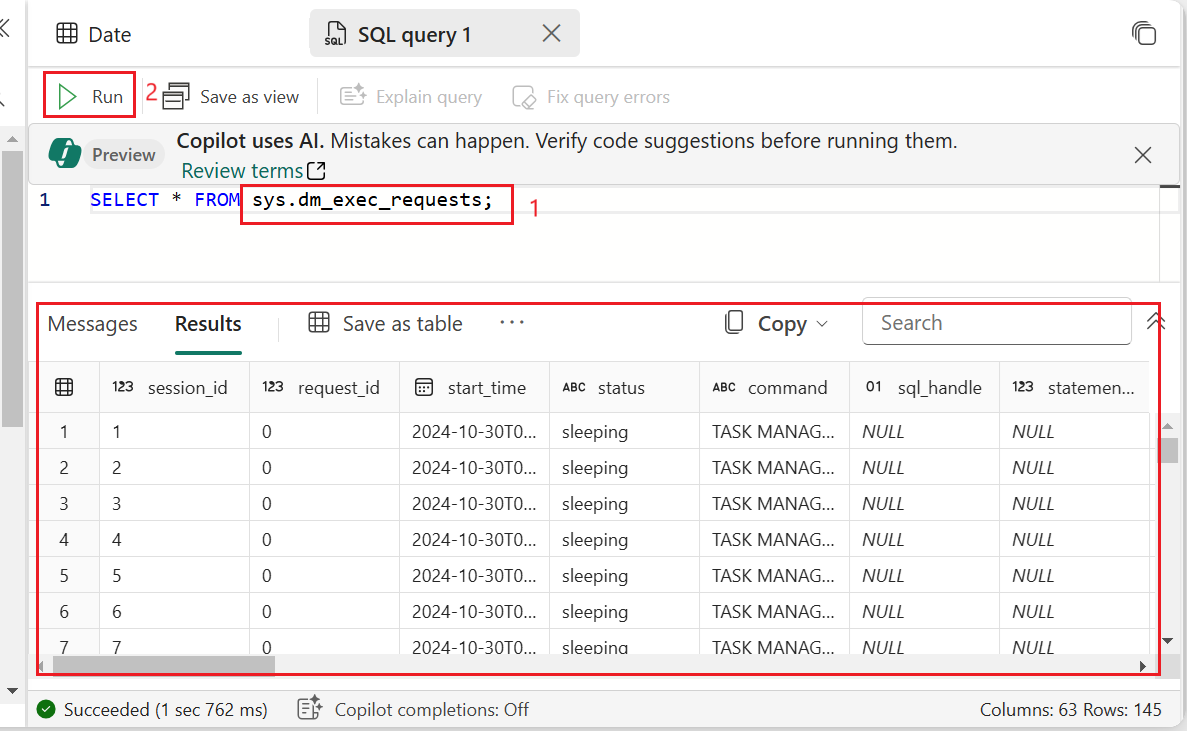 Date
SQL query 1
SQL
Run 2 Save as view Explain query Fix query errors
Preview
Copilot uses AI. Mistakes can happen. Verify code suggestions before running them.
Review terms
1 SELECT * FROM sys.dm_exec_requests; 1
Messages Results Save as table ... Copy Search
123 session_id 123 request_id start_time ABC status ABC command 01 sql_handle 123 statemen...
1 1 0 2024-10-30T0... sleeping TASK MANAG... NULL NULL
2 2 0 2024-10-30T0... sleeping TASK MANAG... NULL NULL
3 3 0 2024-10-30T0... sleeping TASK MANAG... NULL NULL
4 4 0 2024-10-30T0... sleeping TASK MANAG... NULL NULL
5 5 0 2024-10-30T0... sleeping TASK MANAG... NULL NULL
6 6 0 2024-10-30T0... sleeping TASK MANAG... NULL NULL
7 7 0 2024-10-30T0... sleeping TASK MANAG... NULL NULL
Succeeded (1 sec 762 ms) Copilot completions: Off Columns: 63 Rows: 145